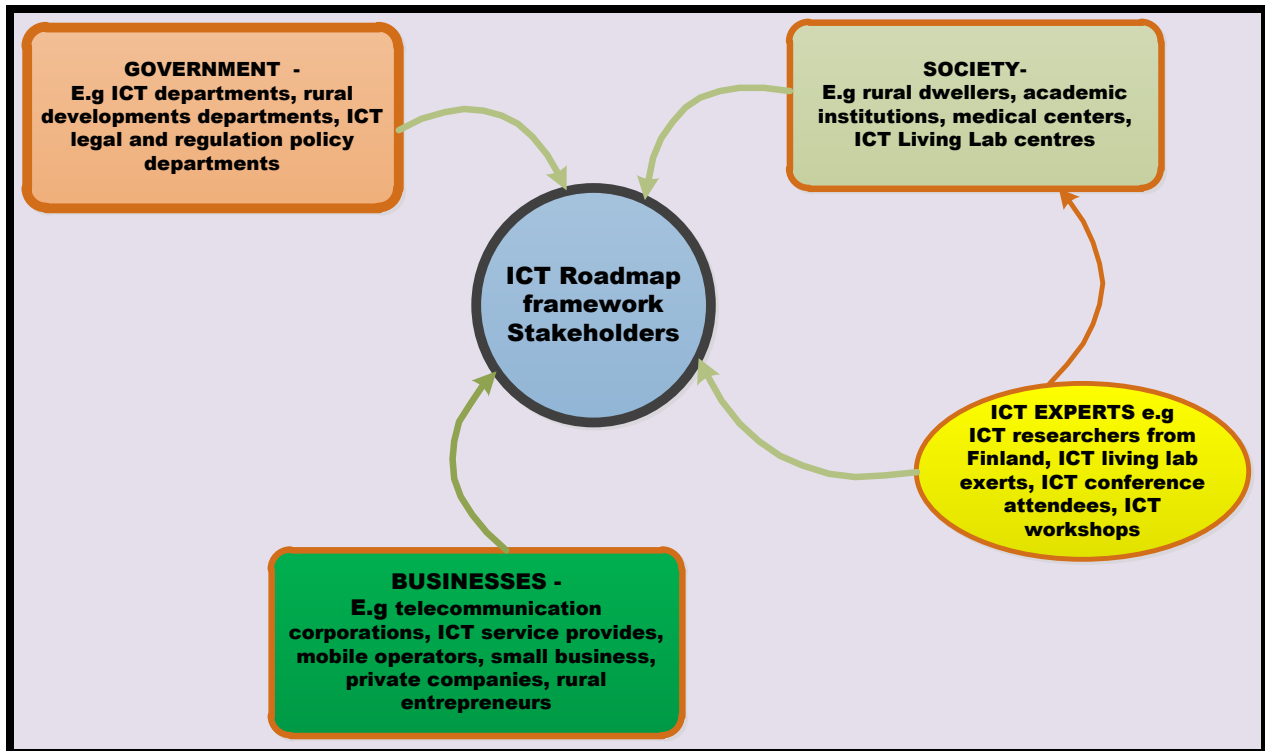 GOVERNMENT -
E.g ICT departments, rural
developments departments, ICT
legal and regulation policy
departments
SOCIETY-
E.g rural dwellers, academic
institutions, medical centers,
ICT Living Lab centres
ICT Roadmap
framework
Stakeholders
ICT EXPERTS e.g
ICT researchers from
Finland, ICT living lab
exerts, ICT conference
attendees, ICT
workshops
BUSINESSES -
E.g telecommunication
corporations, ICT service provides,
mobile operators, small business,
private companies, rural
entrepreneurs